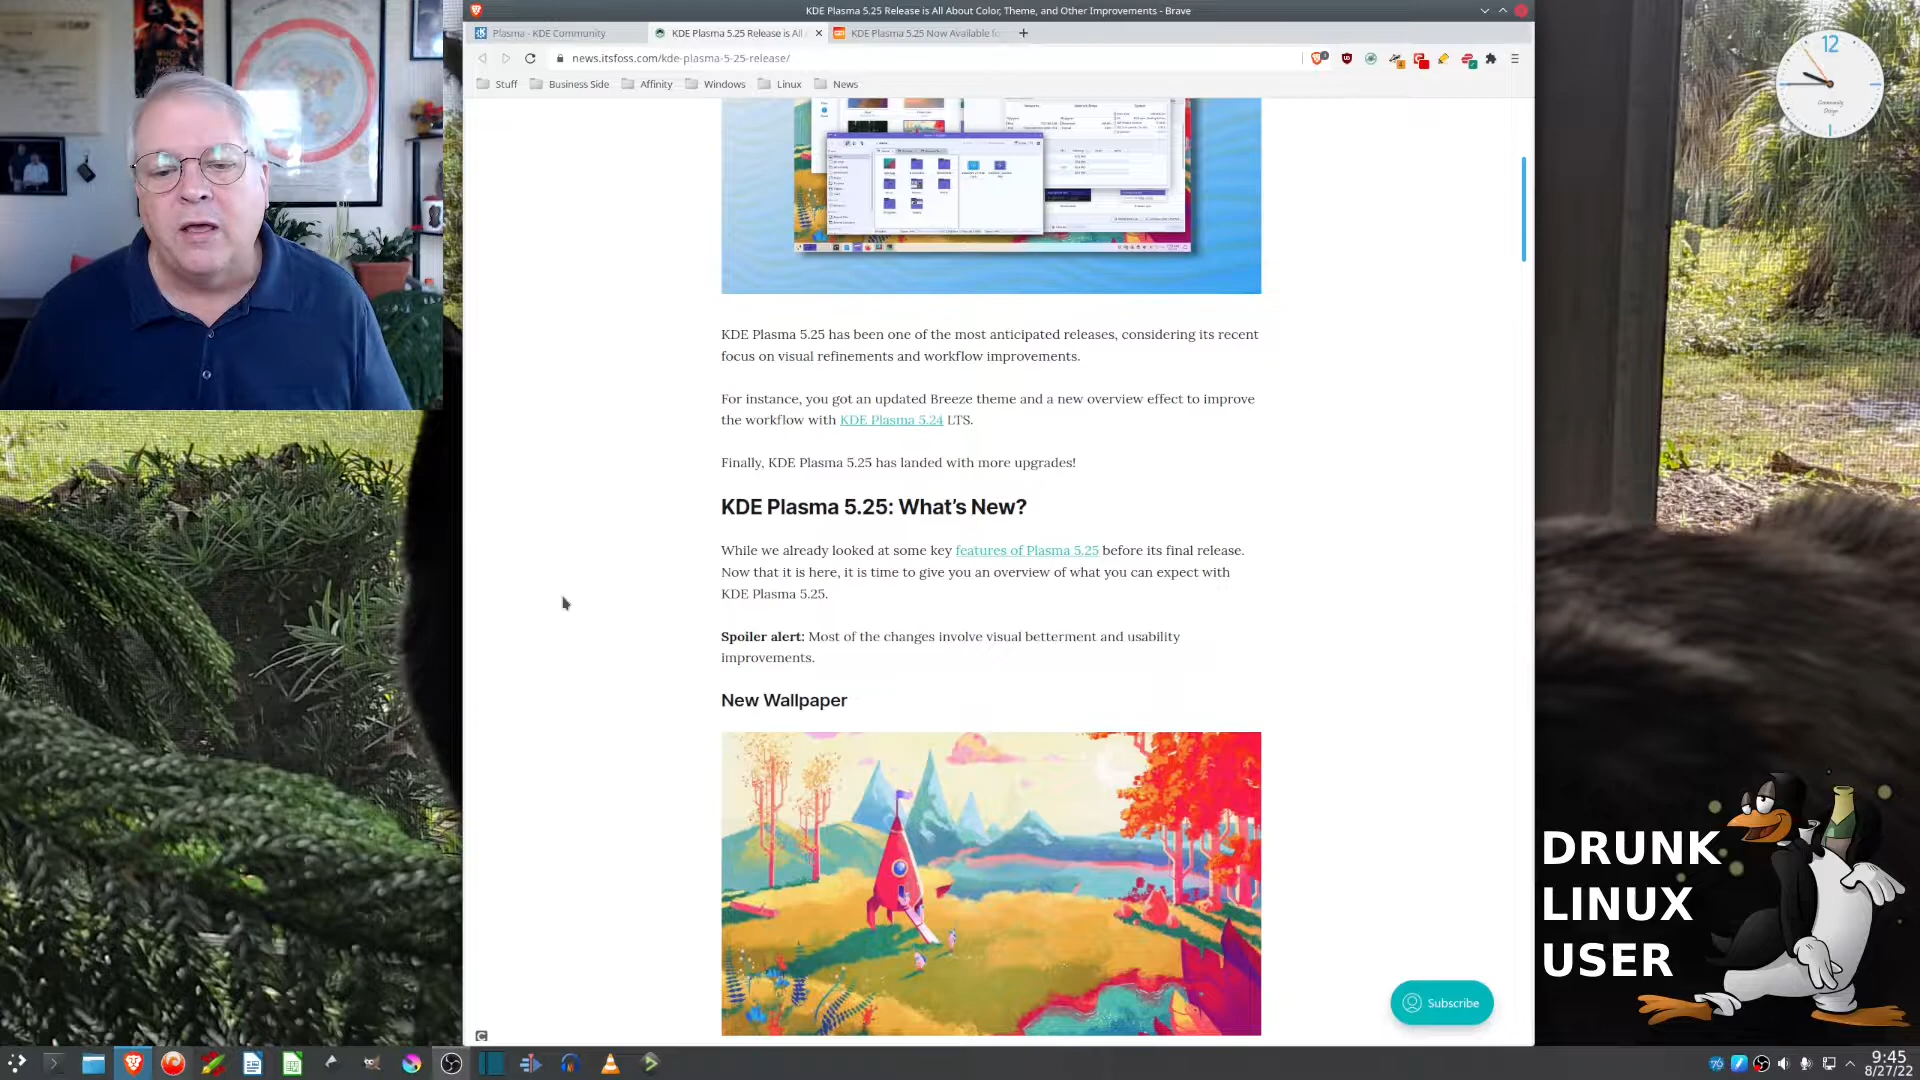 KDE Plasma 5.25 Release is All About Color, Theme, and Other Improvements - Brave
Plasma - KDE Community
KDE Plasma 5.25 Release is All
KDE Plasma 5.25 Now Available fo
news.itsfoss.com/kde-plasma-5-25-release/
Stuff
Business Side
Affinity
Windows
Linux
News
12
Community
Design
KDE Plasma 5.25 has been one of the most anticipated releases, considering its recent
focus on visual refinements and workflow improvements.
For instance, you got an updated Breeze theme and a new overview effect to improve
the workflow with KDE Plasma 5.24 LTS.
Finally, KDE Plasma 5.25 has landed with more upgrades!
KDE Plasma 5.25: What's New?
While we already looked at some key features of Plasma 5.25 before its final release.
Now that it is here, it is time to give you an overview of what you can expect with
KDE Plasma 5.25.
Spoiler alert: Most of the changes involve visual betterment and usability
improvements.
New Wallpaper
Subscribe
DRUNK
LINUX
USER
9:45
8/27/22